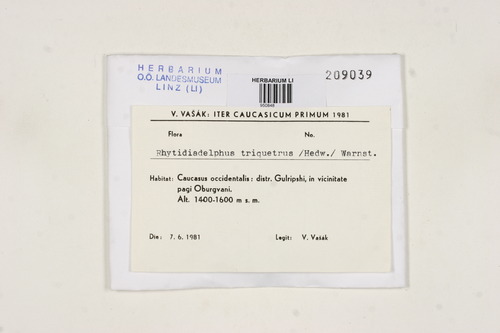 HERBARIUM
O.Ö. LANDESMUSEUM
LINZ (LI)
HERBARIUM LI
209039
V. VAŠÁK: ITER CAUCASICUM PRIMUM 1981
Flora No.
Rhytidiadelphus triquetrus /Hedw./ Warnst.
Habitat: Caucasus occidentalis: distr. Gulripshi, in vicinitate
pagi Oburgvani.
Alt. 1400-1600 m s. m.
Die: 7. 6. 1981 Legit: V. Vašák